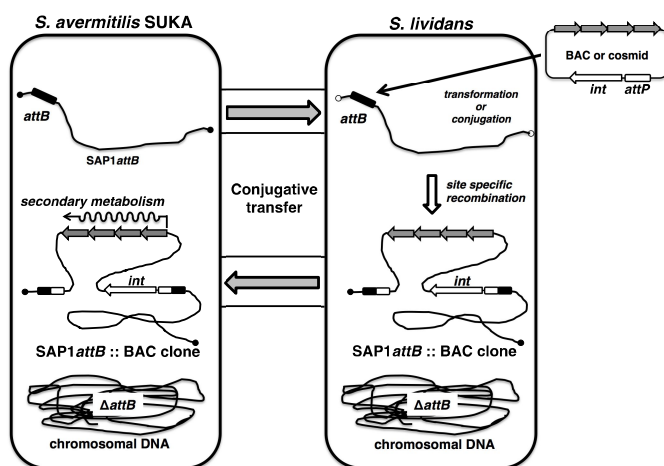 S. avermitilis SUKA
attB
SAP1attB
secondary metabolism
int
SAP1attB :: BAC clone
ΔattB
chromosomal DNA
Conjugative
transfer
S. lividans
attB
transformation
or
conjugation
site specific
recombination
int
SAP1attB :: BAC clone
ΔattB
chromosomal DNA
BAC or cosmid
int attP